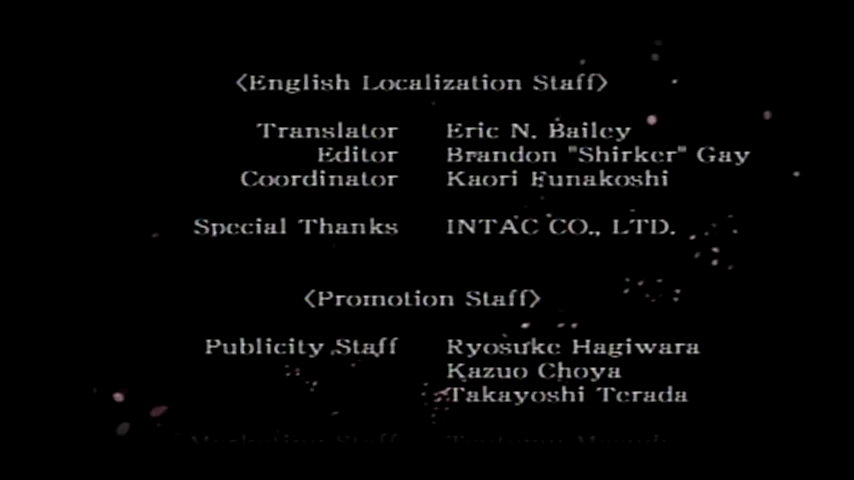 〈English Localization Staff〉
Translator Eric N. Bailey
Editor Brandon "Shirker" Gay
Coordinator Kaori Funakoshi
Special Thanks INTAC CO., LTD.
〈Promotion Staff〉
Publicity Staff Ryosuke Hagiwara
Kazuo Choya
Takayoshi Terada